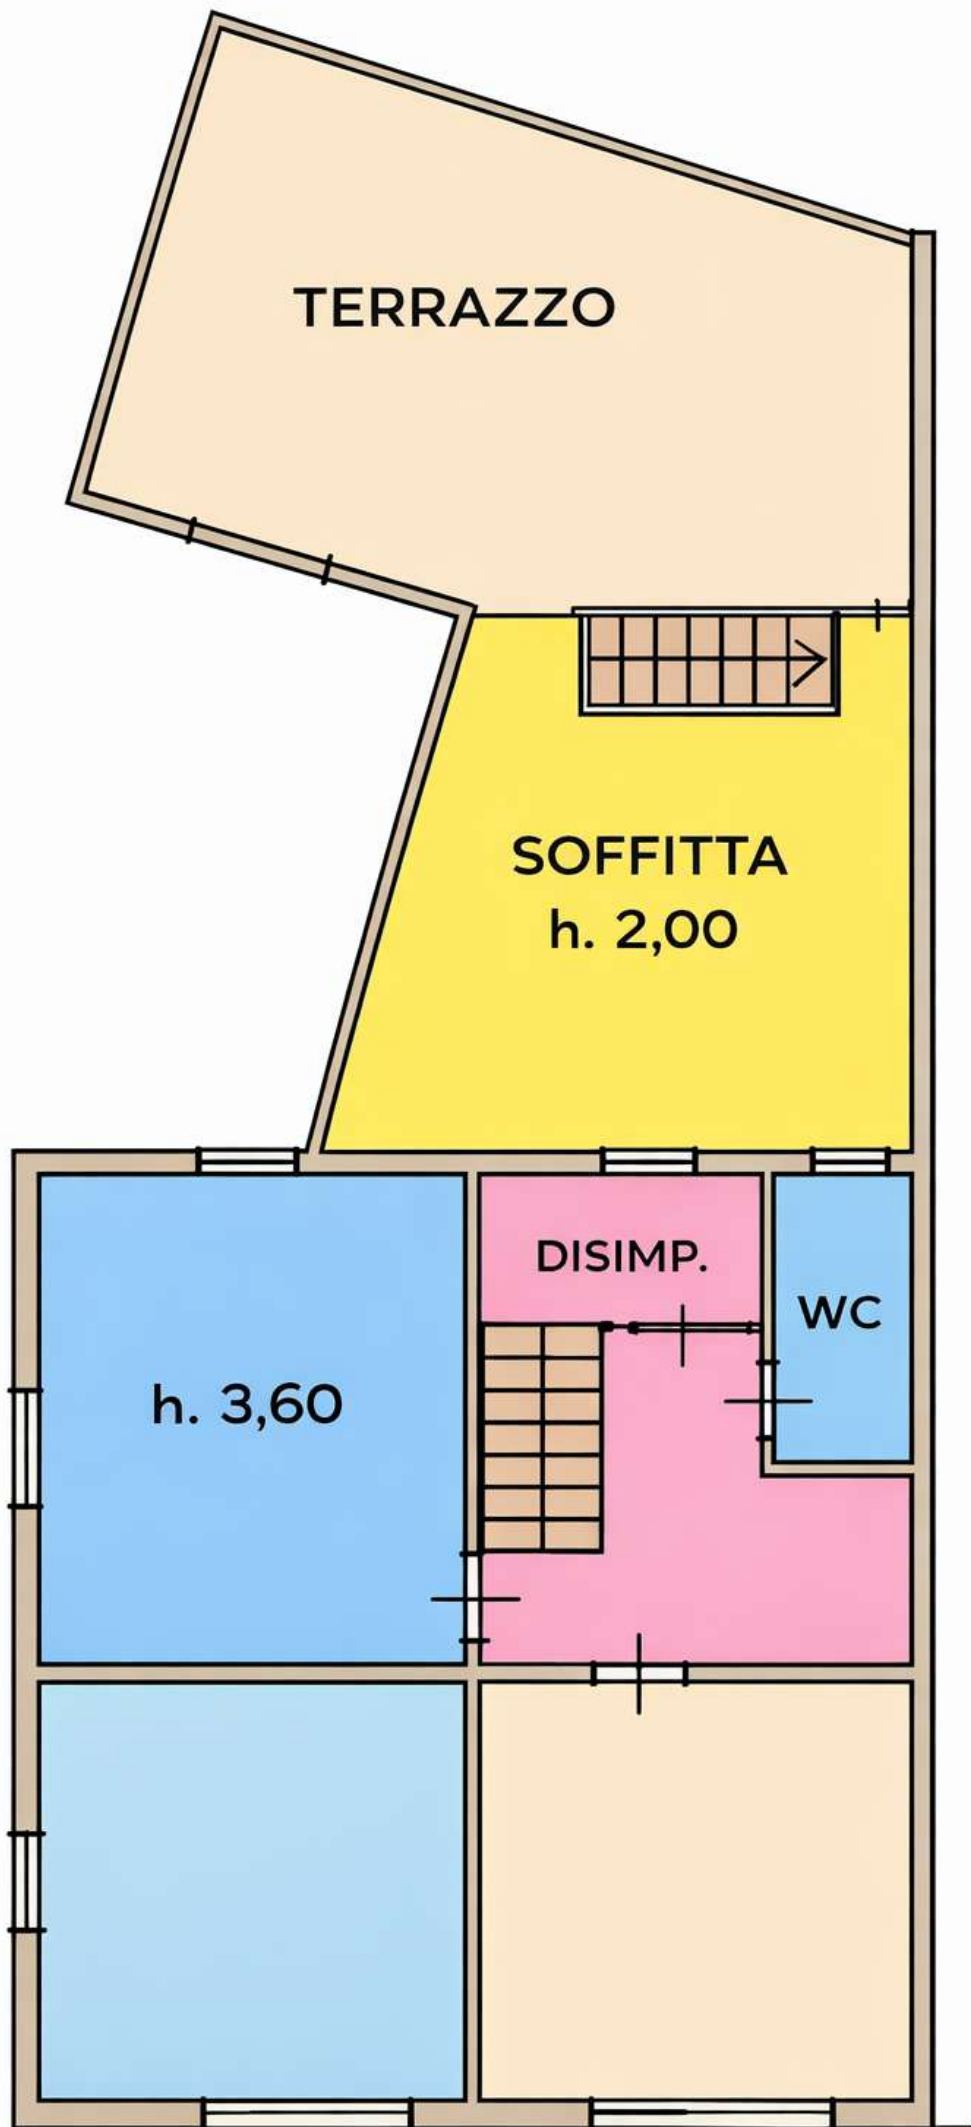 TERRAZZO
SOFFITTA
h. 2,00
DISIMP.
WC
h. 3,60